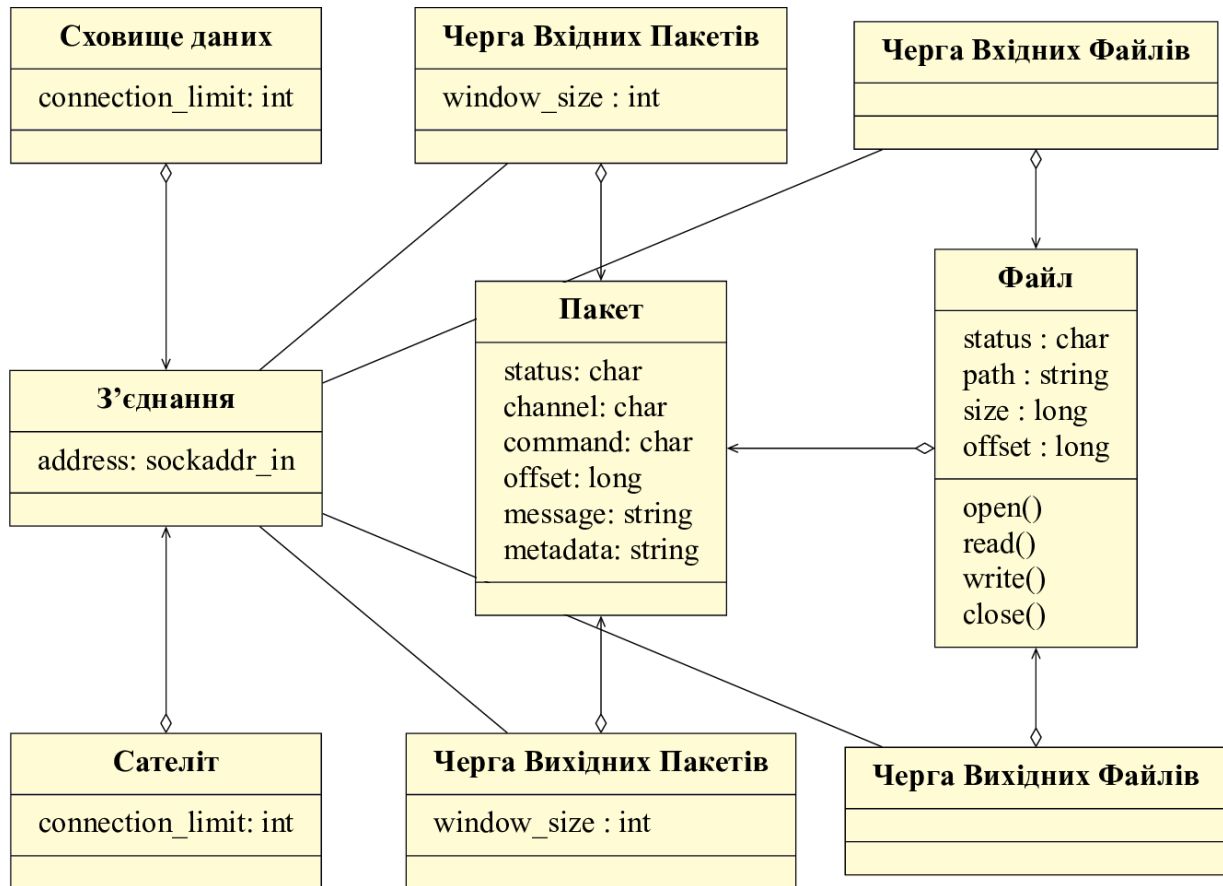 Сховище даних
connection_limit: int
Черга Вхідних Пакетів
window_size : int
Черга Вхідних Файлів
Пакет
status: char
channel: char
command: char
offset: long
message: string
metadata: string
Файл
status : char
path : string
size : long
offset : long
open()
read()
write()
close()
З’єднання
address: sockaddr_in
Сателіт
connection_limit: int
Черга Вихідних Пакетів
window_size : int
Черга Вихідних Файлів